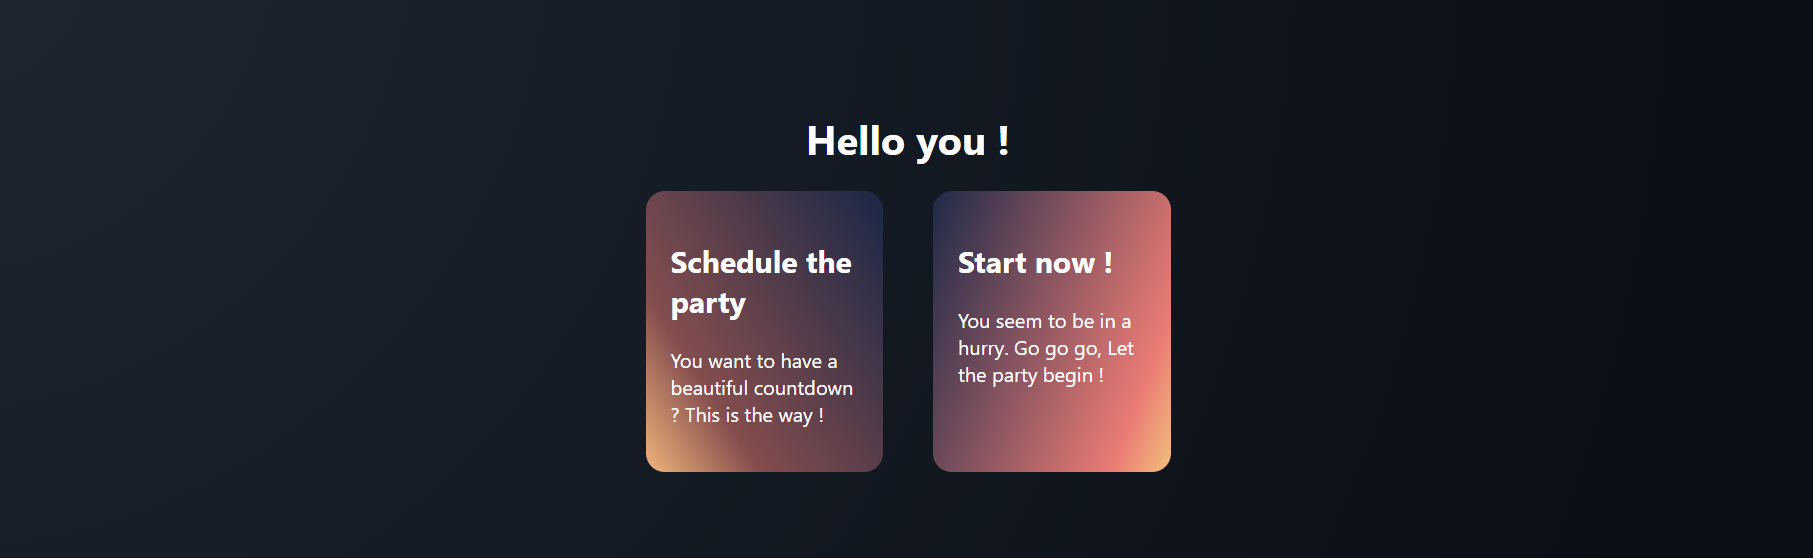 Hello you !
Schedule the
party
You want to have a
beautiful countdown
? This is the way !
Start now !
You seem to be in a
hurry. Go go go, Let
the party begin !